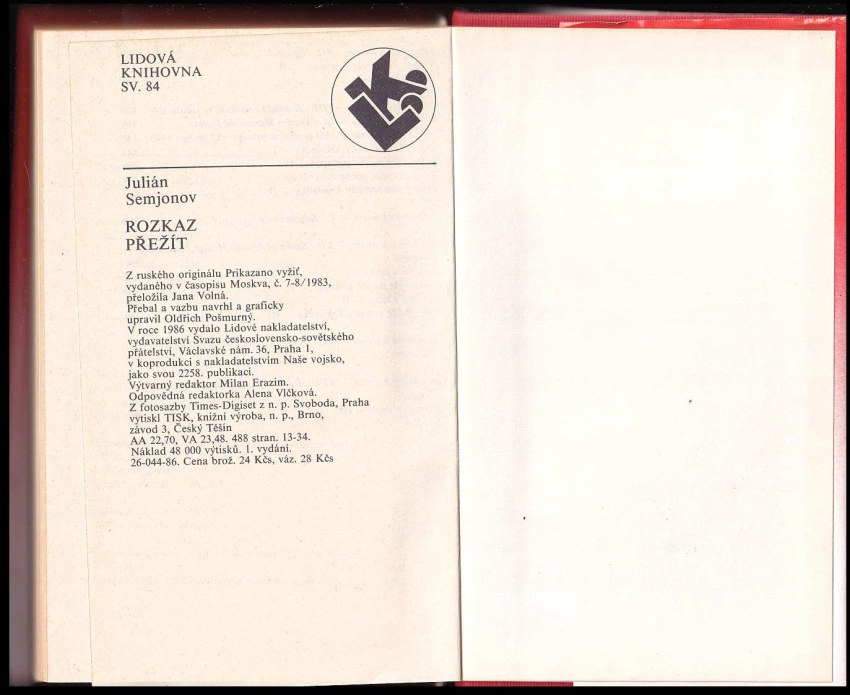 LIDOVÁ
KNIHOVNA
SV. 84
Julián
Semjonov
ROZKAZ
PŘEŽÍT
Z ruského originálu Prikazano vyžiť,
vydaného v časopisu Moskva, č. 7-8/1983,
přeložila Jana Volná.
Přebal a vazbu navrhl a graficky
upravil Oldřich Pošmurný.
V roce 1986 vydalo Lidové nakladatelství,
vydavatelství Svazu československo-sovětského
přátelství, Václavské nám. 36, Praha 1,
v koprodukci s nakladatelstvím Naše vojsko,
jako svou 2258. publikaci.
Výtvarný redaktor Milan Erazim.
Odpovědná redaktorka Alena Vlčková.
Z fotosazby Times-Digiset z n. p. Svoboda, Praha
vytiskl TISK, knižní výroba, n. p., Brno,
závod 3, Český Těšín
AA 22,70, VA 23,48. 488 stran. 13-34.
Náklad 48 000 výtisků. 1. vydání.
26-044-86. Cena brož. 24 Kčs, váz. 28 Kčs